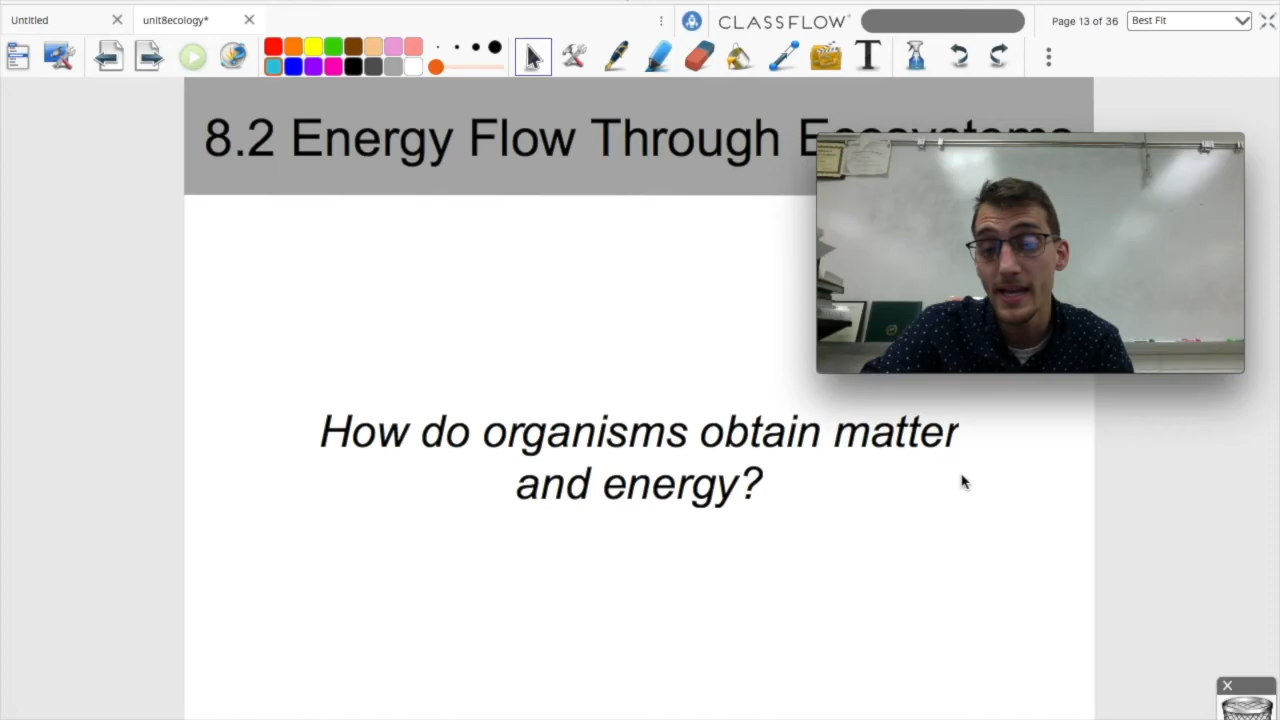 Untitled
unit8ecology*
CLASSFLOW
Page 13 of 36
Best Fit
T
8.2 Energy Flow Through Ecosystems
How do organisms obtain matter
and energy?